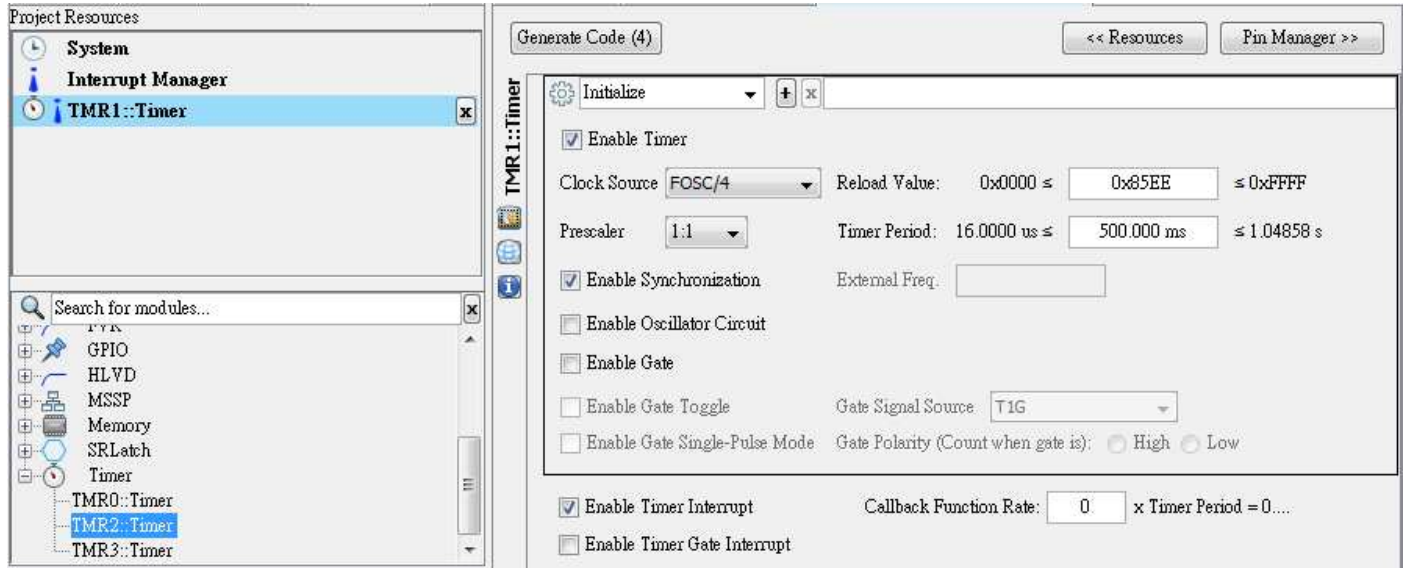 Project Resources
System
Interrupt Manager
TMR1::Timer
x
Search for modules...
x
GPIO
HLVD
MSSP
Memory
SRLatch
Timer
TMR0::Timer
TMR2::Timer
TMR3::Timer
Generate Code (4)
<< Resources
Pin Manager >>
TMR1::Timer
Initialize
+
x
Enable Timer
Clock Source FOSC/4 Reload Value: 0x0000 ≤ 0x85EE ≤ 0xFFFF
Prescaler 1:1 Timer Period: 16.0000 us ≤ 500.000 ms ≤ 1.04858 s
Enable Synchronization External Freq.
Enable Oscillator Circuit
Enable Gate
Enable Gate Toggle Gate Signal Source T1G
Enable Gate Single-Pulse Mode Gate Polarity (Count when gate is): High Low
Enable Timer Interrupt Callback Function Rate: 0 x Timer Period = 0....
Enable Timer Gate Interrupt